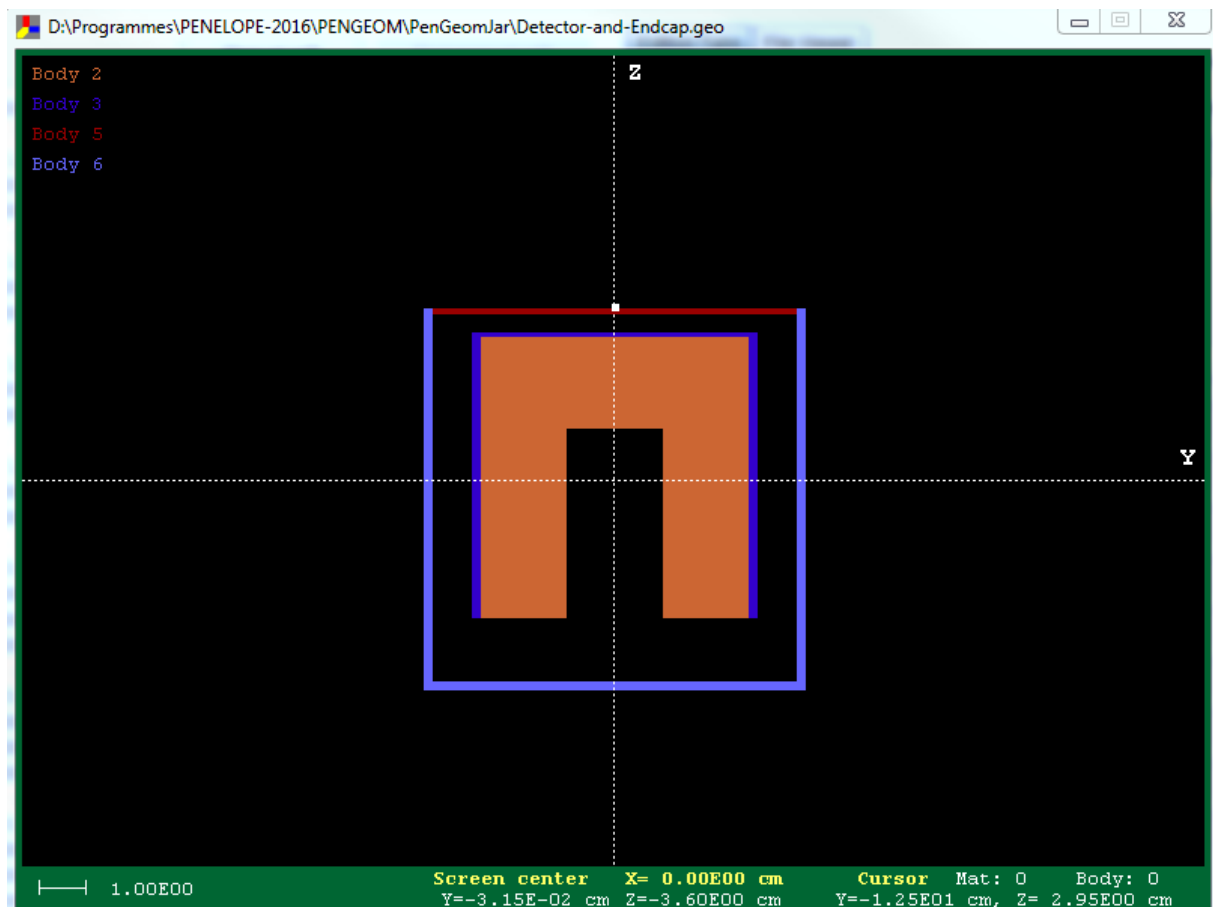 D:\Programmes\PENELOPE-2016\PENGEOM\PenGeomJar\Detector-and-Endcap.geo
Body 2
Body 3
Body 5
Body 6
Z
Y
1.00E00
Screen center X= 0.00E00 cm Cursor Mat: 0 Body: 0
Y=-3.15E-02 cm Z=-3.60E00 cm Y=-1.25E01 cm, Z= 2.95E00 cm